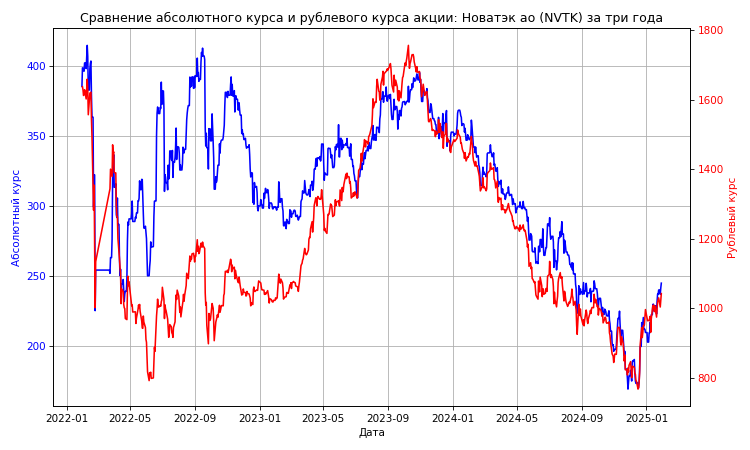 Сравнение абсолютного курса и рублевого курса акции: Новатэк ао (NVTK) за три года
1800
400
1600
350
1400
300
1200
250
1000
200
800
Абсолютный курс
Рублевый курс
2022-01 2022-05 2022-09 2023-01 2023-05 2023-09 2024-01 2024-05 2024-09 2025-01
Дата